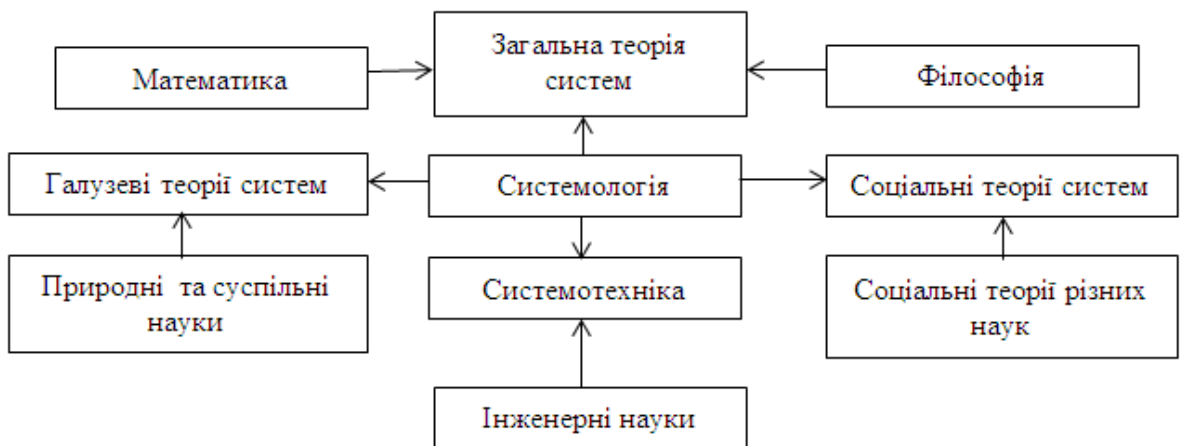 Математика
Загальна теорія
систем
Філософія
Галузеві теорії систем
Системологія
Соціальні теорії систем
Природні та суспільні
науки
Системотехніка
Соціальні теорії різних
наук
Інженерні науки